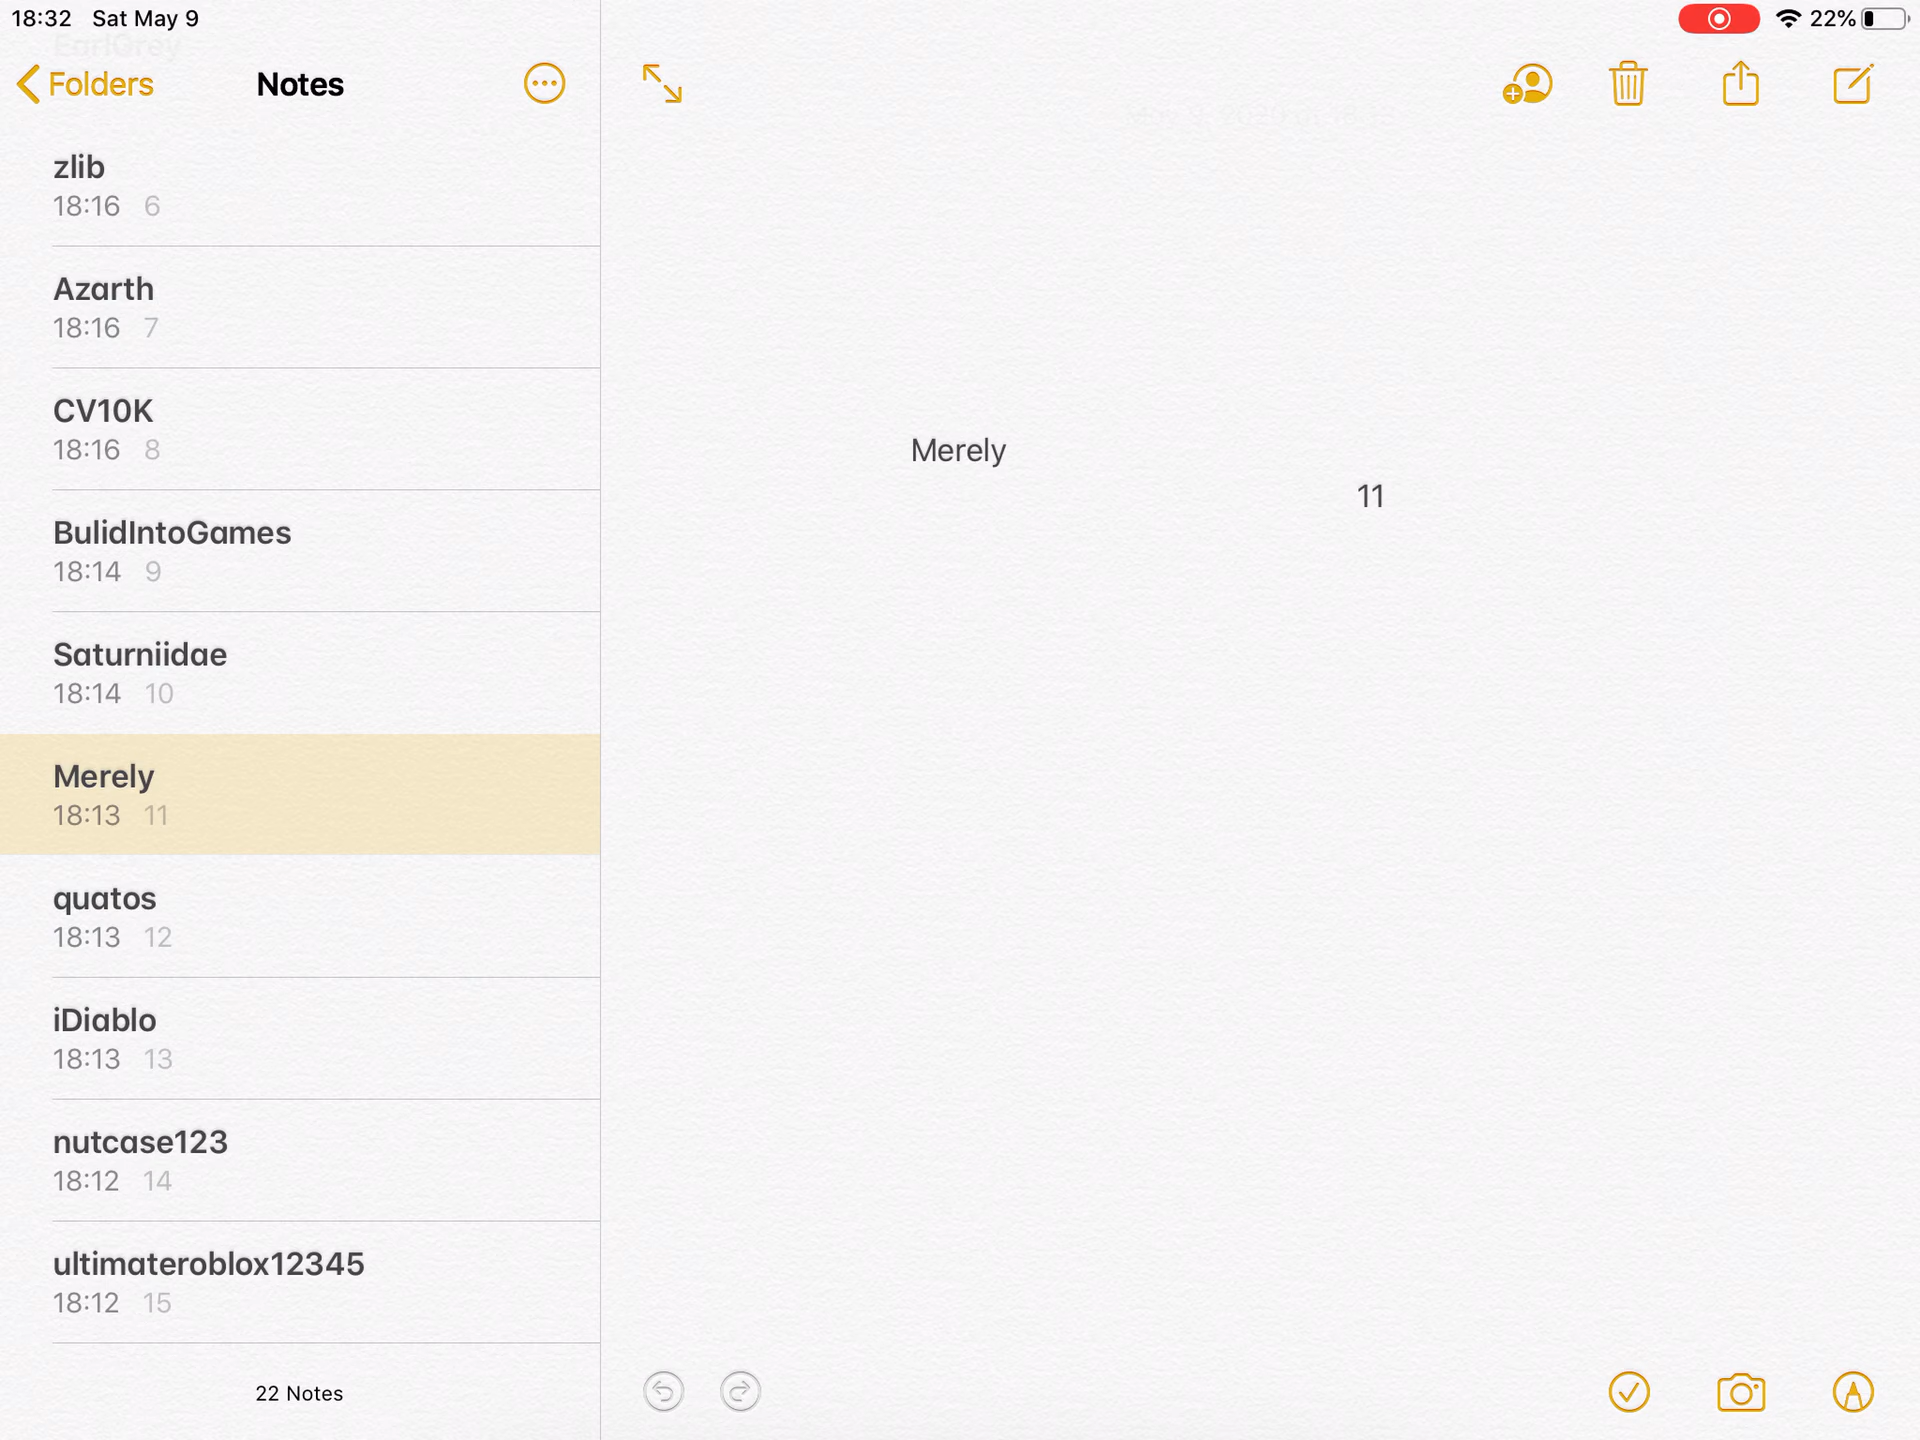 18:32 Sat May 9
22%
EarlGrey
Folders
Notes
zlib
18:16 6
Azarth
18:16 7
CV10K
18:16 8
BulidIntoGames
18:14 9
Saturniidae
18:14 10
Merely
18:13 11
quatos
18:13 12
iDiablo
18:13 13
nutcase123
18:12 14
ultimateroblox12345
18:12 15
22 Notes
Merely
11